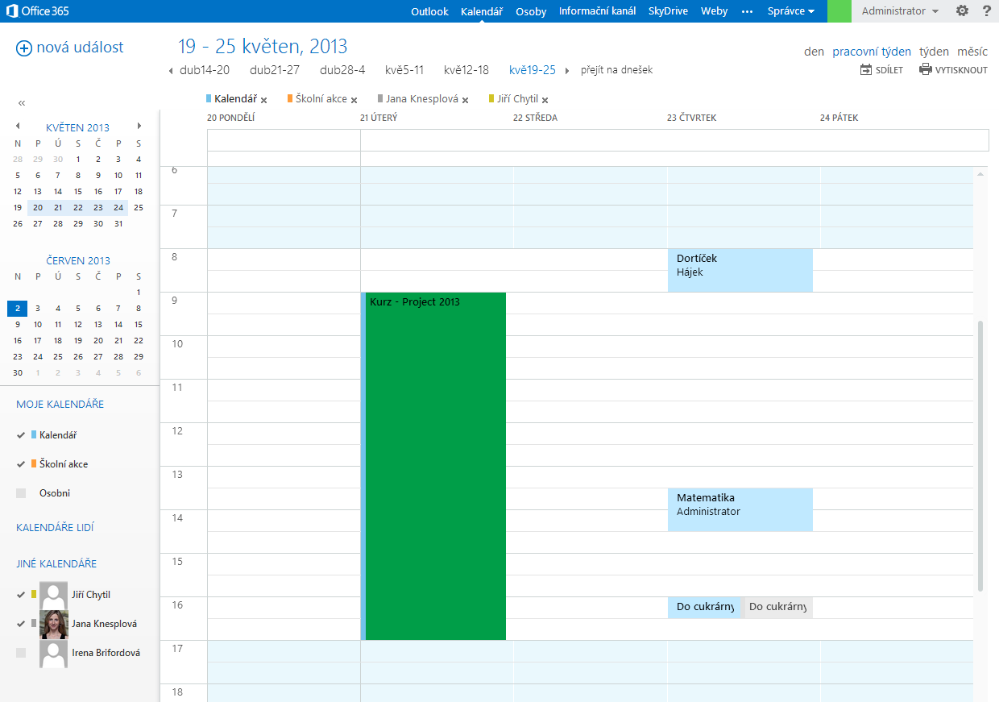 Office 365
Outlook Kalendář Osoby Informační kanál SkyDrive Weby ··· Správce Administrator ?
nová událost
19 - 25 květen, 2013
den pracovní týden týden měsíc
dub14-20 dub21-27 dub28-4 kvě5-11 kvě12-18 kvě19-25 přejít na dnešek
SDÍLET VYTISKNOUT
«
Kalendář x Školní akce x Jana Knesplová x Jiří Chytil x
20 PONDĚLÍ 21 ÚTERÝ 22 STŘEDA 23 ČTVRTEK 24 PÁTEK
KVĚTEN 2013
N P Ú S Č P S
28 29 30 1 2 3 4
5 6 7 8 9 10 11
12 13 14 15 16 17 18
19 20 21 22 23 24 25
26 27 28 29 30 31
ČERVEN 2013
N P Ú S Č P S
1
2 3 4 5 6 7 8
9 10 11 12 13 14 15
16 17 18 19 20 21 22
23 24 25 26 27 28 29
30 1 2 3 4 5 6
MOJE KALENDÁŘE
Kalendář
Školní akce
Osobni
KALENDÁŘE LIDÍ
JINÉ KALENDÁŘE
Jiří Chytil
Jana Knesplová
Irena Brifordová
6
7
8
Dortíček
Hájek
9
Kurz - Project 2013
10
11
12
13
Matematika
Administrator
14
15
16
Do cukrárny Do cukrárny
17
18